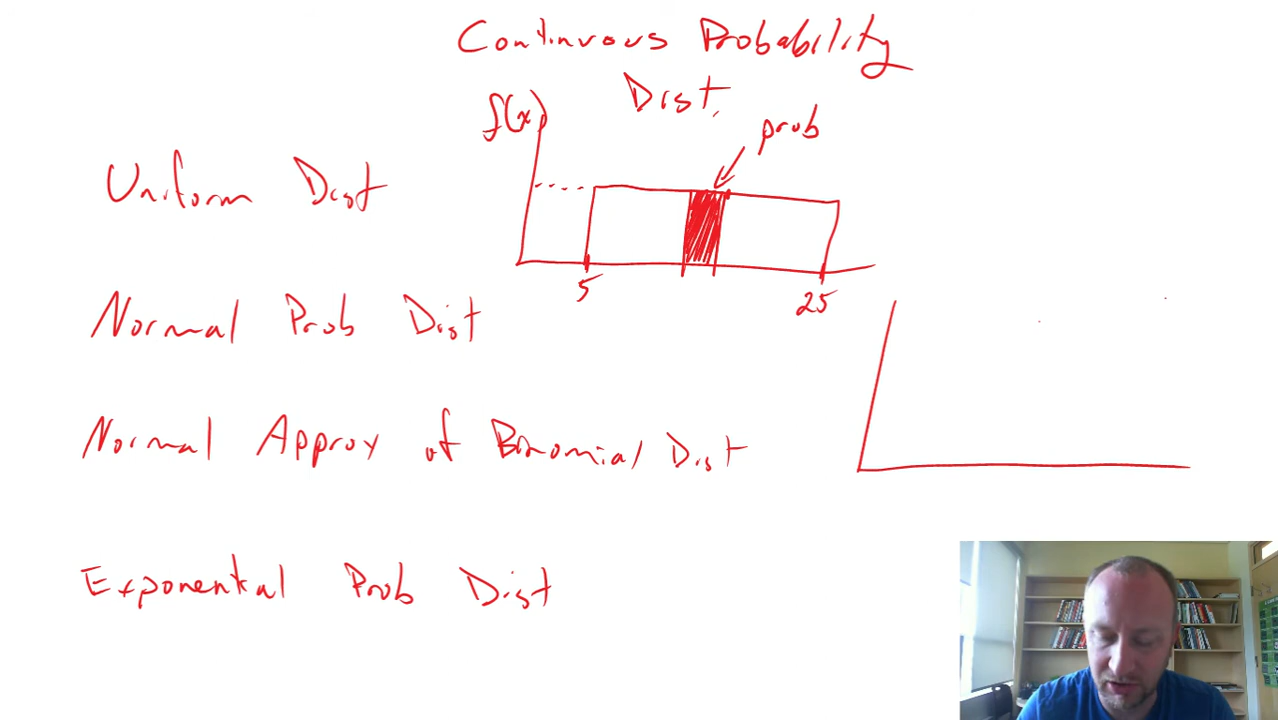 Continuous Probability
Dist.
f(x)
prob
Uniform Dist
5
25
Normal Prob Dist
Normal Approx of Binomial Dist
Exponential Prob Dist